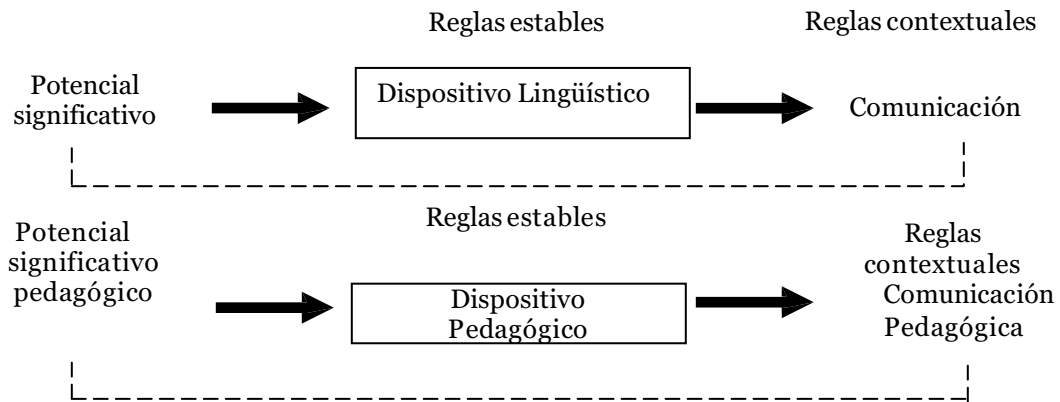 Reglas estables
Reglas contextuales
Potencial
significativo
Dispositivo Lingüístico
Comunicación
Reglas estables
Potencial
significativo
pedagógico
Dispositivo
Pedagógico
Reglas
contextuales
Comunicación
Pedagógica